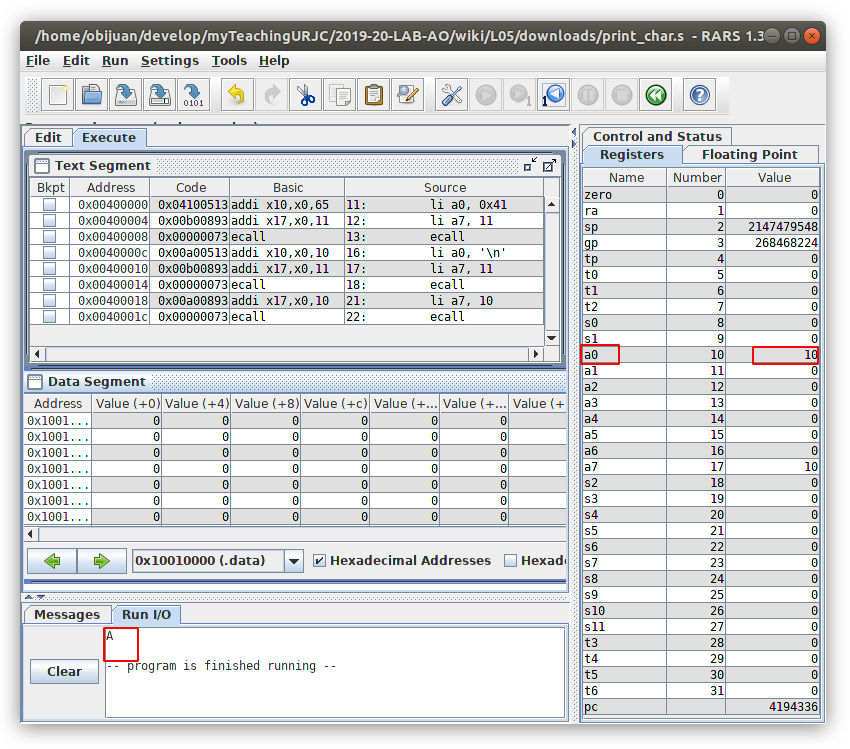 /home/obijuan/develop/myTeachingURJC/2019-20-LAB-AO/wiki/L05/downloads/print_char.s - RARS 1.3
File Edit Run Settings Tools Help
0101
1
1
?
Edit Execute
Text Segment
Bkpt Address Code Basic Source
0x00400000 0x04100513 addi x10,x0,65 11: li a0, 0x41
0x00400004 0x00b00893 addi x17,x0,11 12: li a7, 11
0x00400008 0x00000073 ecall 13: ecall
0x0040000c 0x00a00513 addi x10,x0,10 16: li a0, '\n'
0x00400010 0x00b00893 addi x17,x0,11 17: li a7, 11
0x00400014 0x00000073 ecall 18: ecall
0x00400018 0x00a00893 addi x17,x0,10 21: li a7, 10
0x0040001c 0x00000073 ecall 22: ecall
Data Segment
Address Value (+0) Value (+4) Value (+8) Value (+c) Value (+... Value (+... Value (+
0x1001... 0 0 0 0 0 0
0x1001... 0 0 0 0 0 0
0x1001... 0 0 0 0 0 0
0x1001... 0 0 0 0 0 0
0x1001... 0 0 0 0 0 0
0x1001... 0 0 0 0 0 0
0x1001... 0 0 0 0 0 0
0x10010000 (.data) Hexadecimal Addresses Hexade
Messages Run I/O
A
-- program is finished running --
Clear
Control and Status
Registers Floating Point
Name Number Value
zero 0 0
ra 1 0
sp 2 2147479548
gp 3 268468224
tp 4 0
t0 5 0
t1 6 0
t2 7 0
s0 8 0
s1 9 0
a0 10 10
a1 11 0
a2 12 0
a3 13 0
a4 14 0
a5 15 0
a6 16 0
a7 17 10
s2 18 0
s3 19 0
s4 20 0
s5 21 0
s6 22 0
s7 23 0
s8 24 0
s9 25 0
s10 26 0
s11 27 0
t3 28 0
t4 29 0
t5 30 0
t6 31 0
pc 4194336